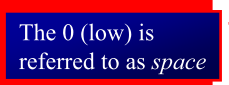 The 0 (low) is
referred to as space